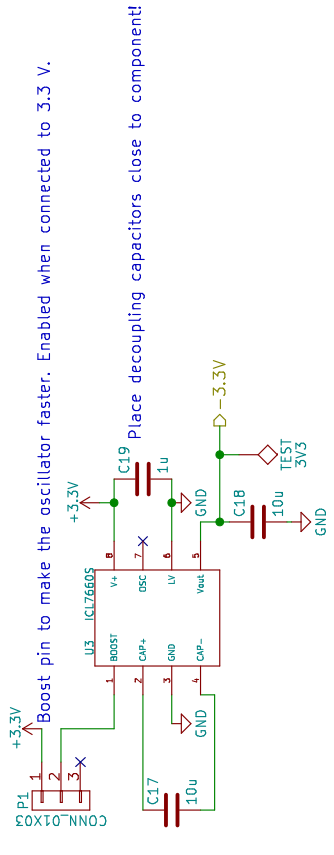 Boost pin to make the oscillator faster. Enabled when connected to 3.3 V.
Place decoupling capacitors close to component!
+3.3V
P1
CONN_01X03
1
2
3
+3.3V
C19
1u
GND
U3
ICL7660S
1
BOOST
2
CAP+
3
GND
4
CAP-
8
V+
7
OSC
6
LV
5
Vout
GND
C17
10u
-3.3V
TEST
3V3
C18
10u
GND